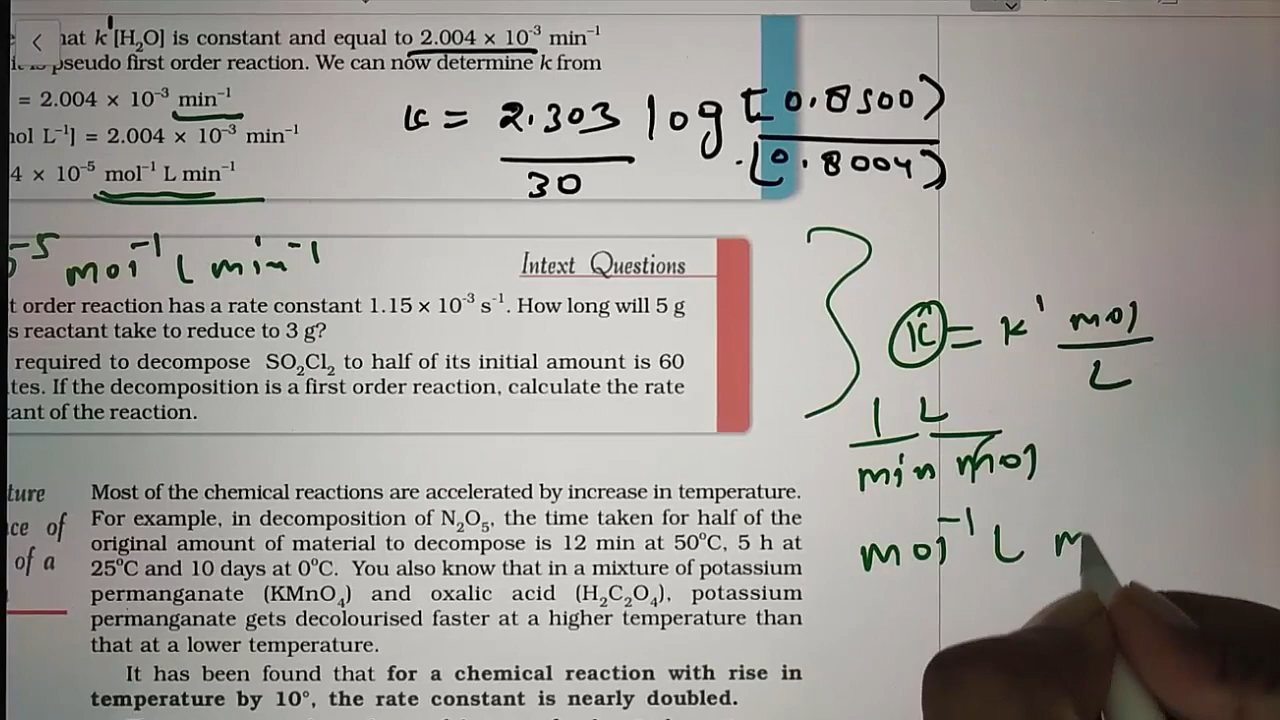 hat k'[H₂O] is constant and equal to 2.004 × 10⁻³ min⁻¹
pseudo first order reaction. We can now determine k from
= 2.004 × 10⁻³ min⁻¹
ol L⁻¹] = 2.004 × 10⁻³ min⁻¹
4 × 10⁻⁵ mol⁻¹ L min⁻¹
K = 2.303 log [0.8500)
30 [0.8004)
⁻⁵ mol⁻¹ L min⁻¹
Intext Questions
t order reaction has a rate constant 1.15 × 10⁻³ s⁻¹. How long will 5 g
s reactant take to reduce to 3 g?
required to decompose SO₂Cl₂ to half of its initial amount is 60
tes. If the decomposition is a first order reaction, calculate the rate
ant of the reaction.
K = K' mol
L
1 L
min mol
mol⁻¹ L m
ture
ce of
of a
Most of the chemical reactions are accelerated by increase in temperature.
For example, in decomposition of N₂O₅, the time taken for half of the
original amount of material to decompose is 12 min at 50°C, 5 h at
25°C and 10 days at 0°C. You also know that in a mixture of potassium
permanganate (KMnO₄) and oxalic acid (H₂C₂O₄), potassium
permanganate gets decolourised faster at a higher temperature than
that at a lower temperature.
It has been found that for a chemical reaction with rise in
temperature by 10°, the rate constant is nearly doubled.